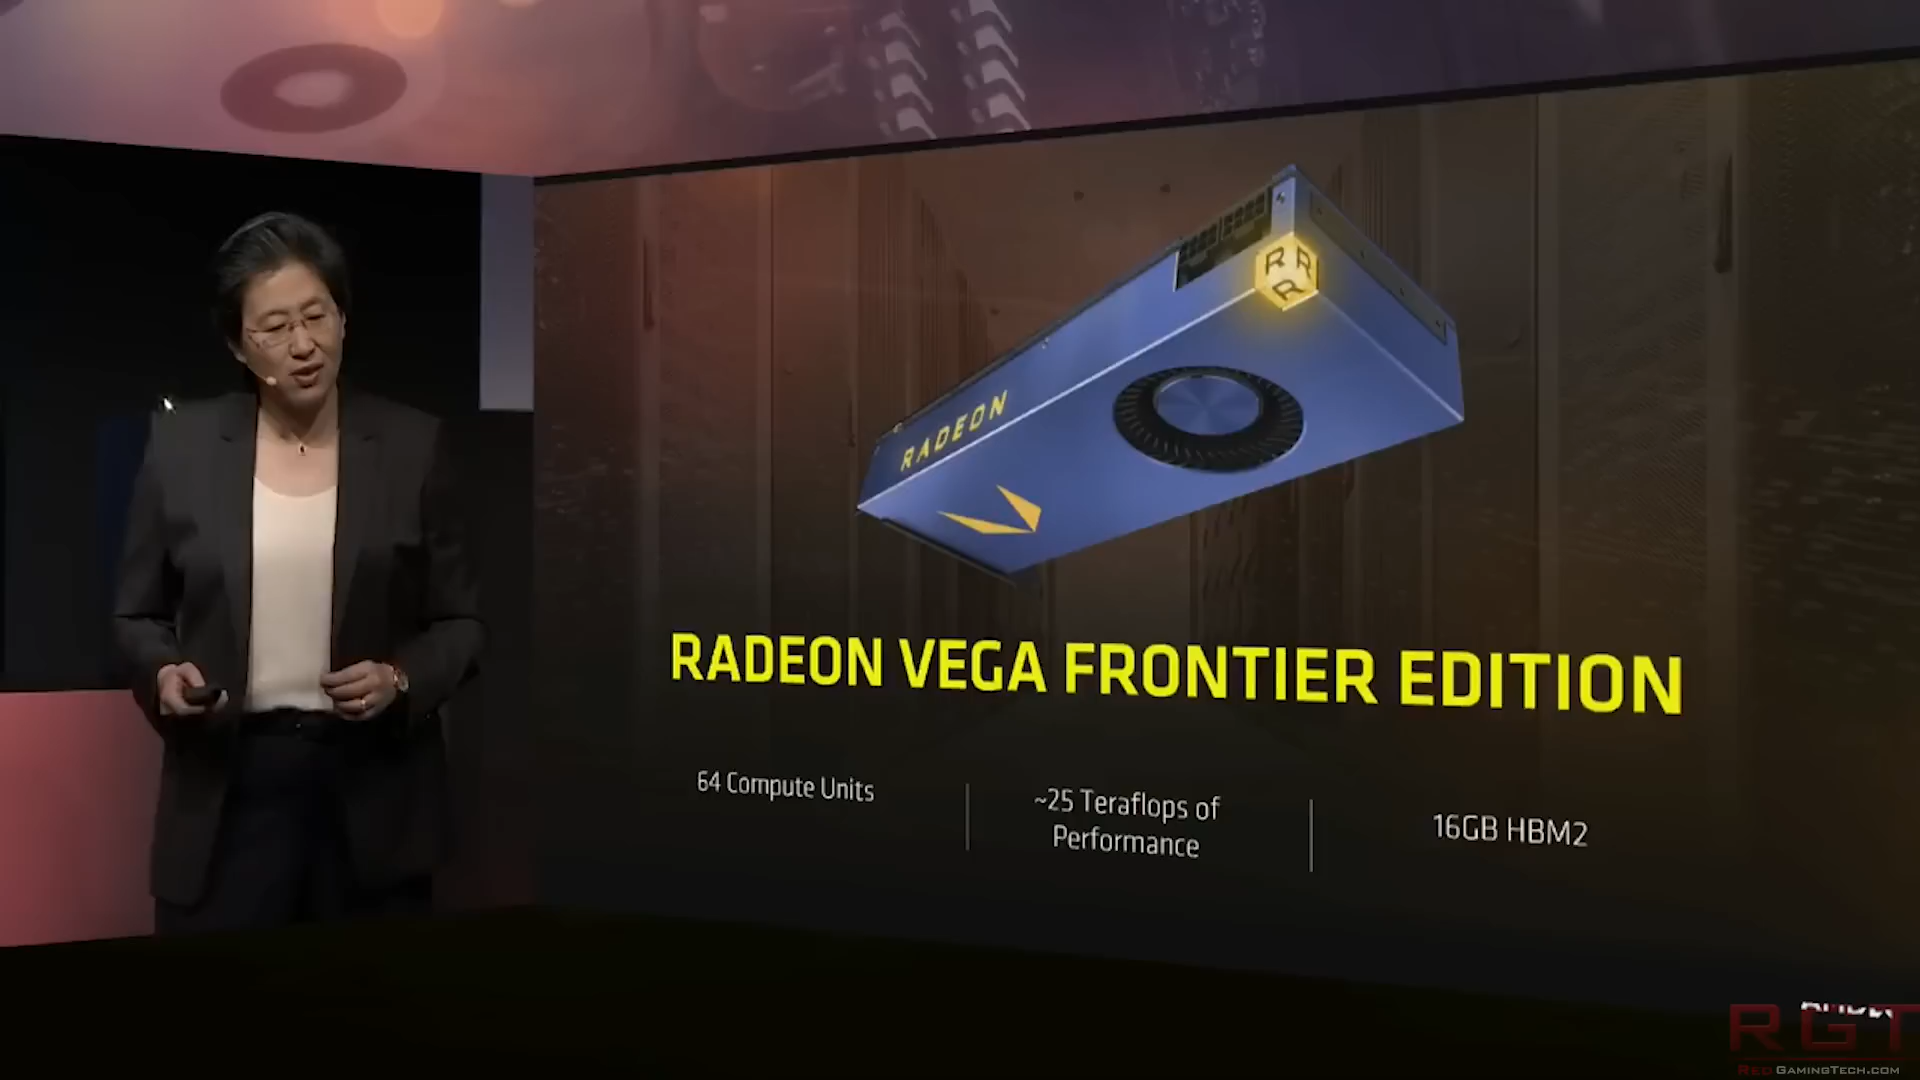 R R
R
RADEON
RADEON VEGA FRONTIER EDITION
64 Compute Units
~25 Teraflops of
Performance
16GB HBM2
RGT
REDGAMINGTECH.COM